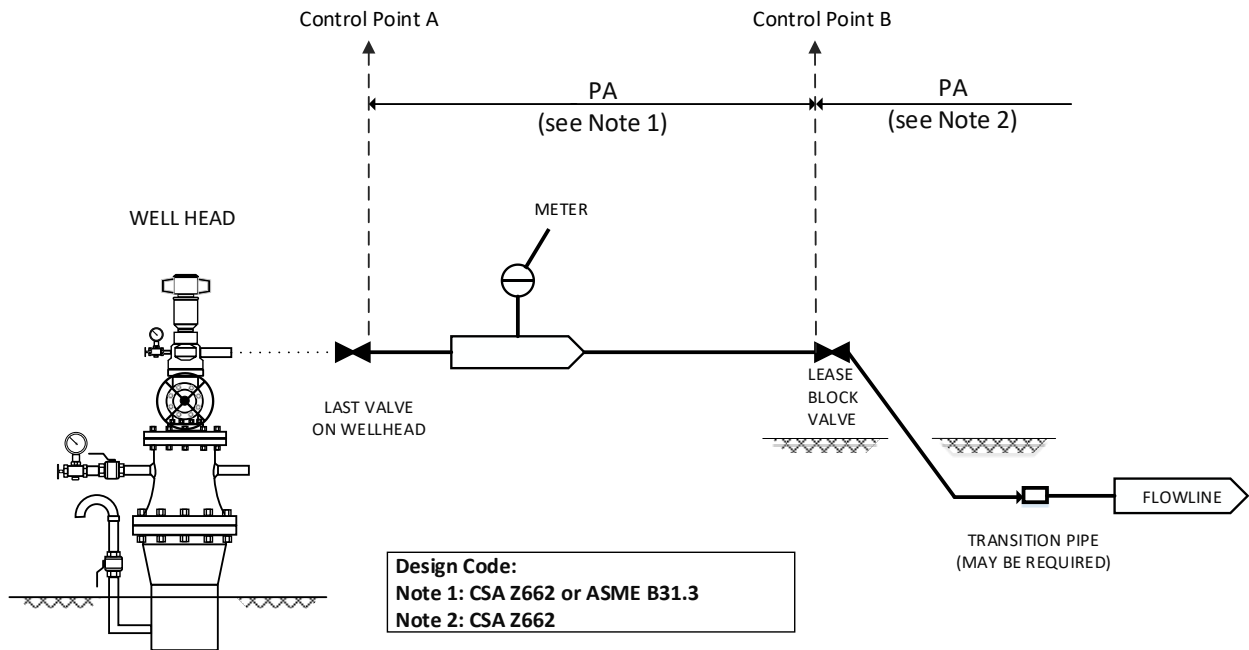 Control Point A
Control Point B
PA
(see Note 1)
PA
(see Note 2)
WELL HEAD
METER
LAST VALVE
ON WELLHEAD
LEASE
BLOCK
VALVE
FLOWLINE
TRANSITION PIPE
(MAY BE REQUIRED)
Design Code:
Note 1: CSA Z662 or ASME B31.3
Note 2: CSA Z662